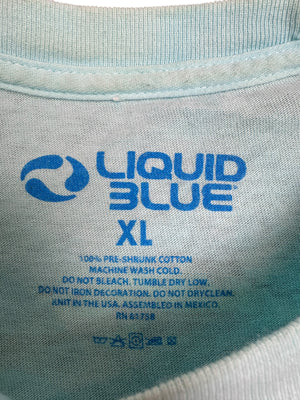 LIQUID
BLUE
XL
100% PRE-SHRUNK COTTON
MACHINE WASH COLD.
DO NOT BLEACH. TUMBLE DRY LOW.
DO NOT IRON DECORATION. DO NOT DRYCLEAN.
KNIT IN THE USA. ASSEMBLED IN MEXICO.
RN 81758